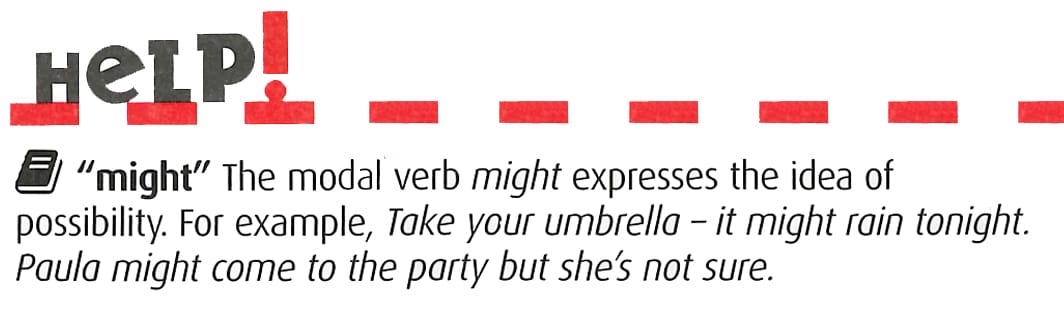 HeLP!
“might” The modal verb might expresses the idea of
possibility. For example, Take your umbrella – it might rain tonight.
Paula might come to the party but she’s not sure.